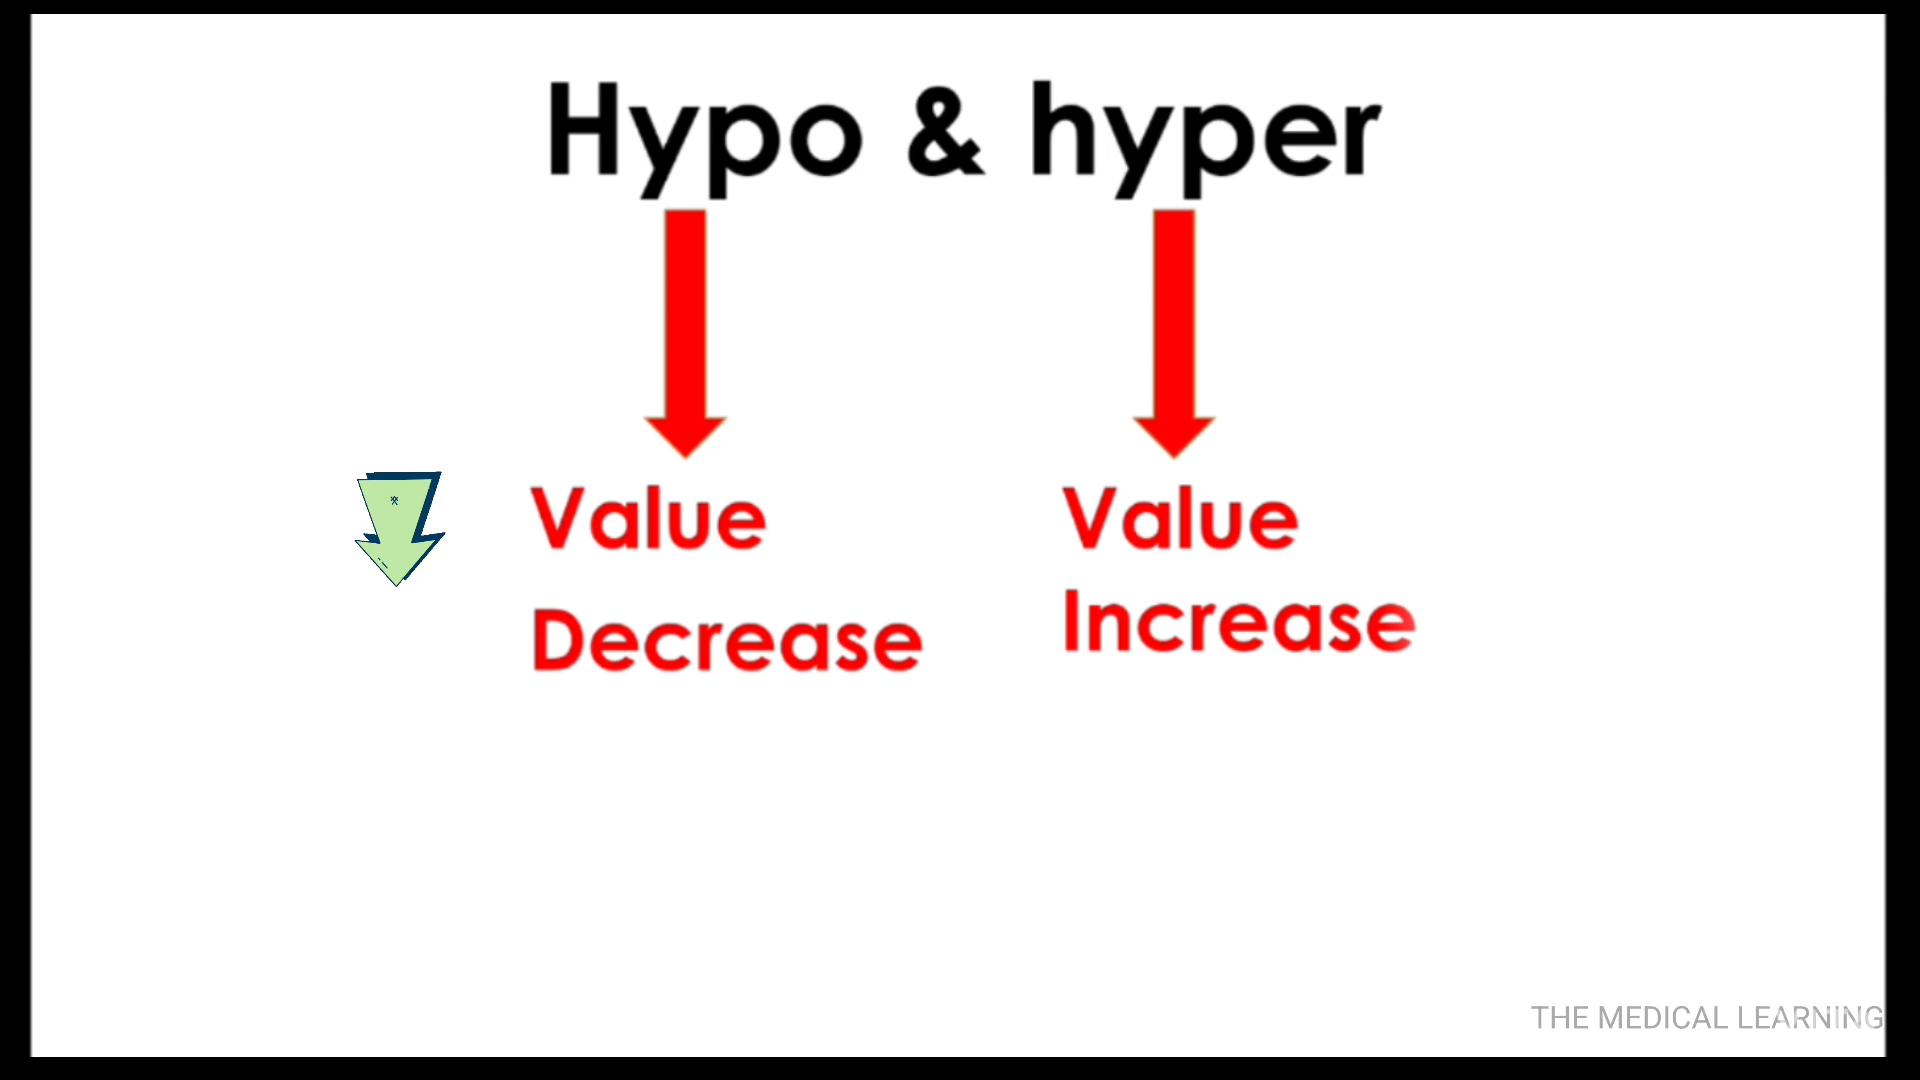 Hypo & hyper
Value
Decrease
Value
Increase
THE MEDICAL LEARNING